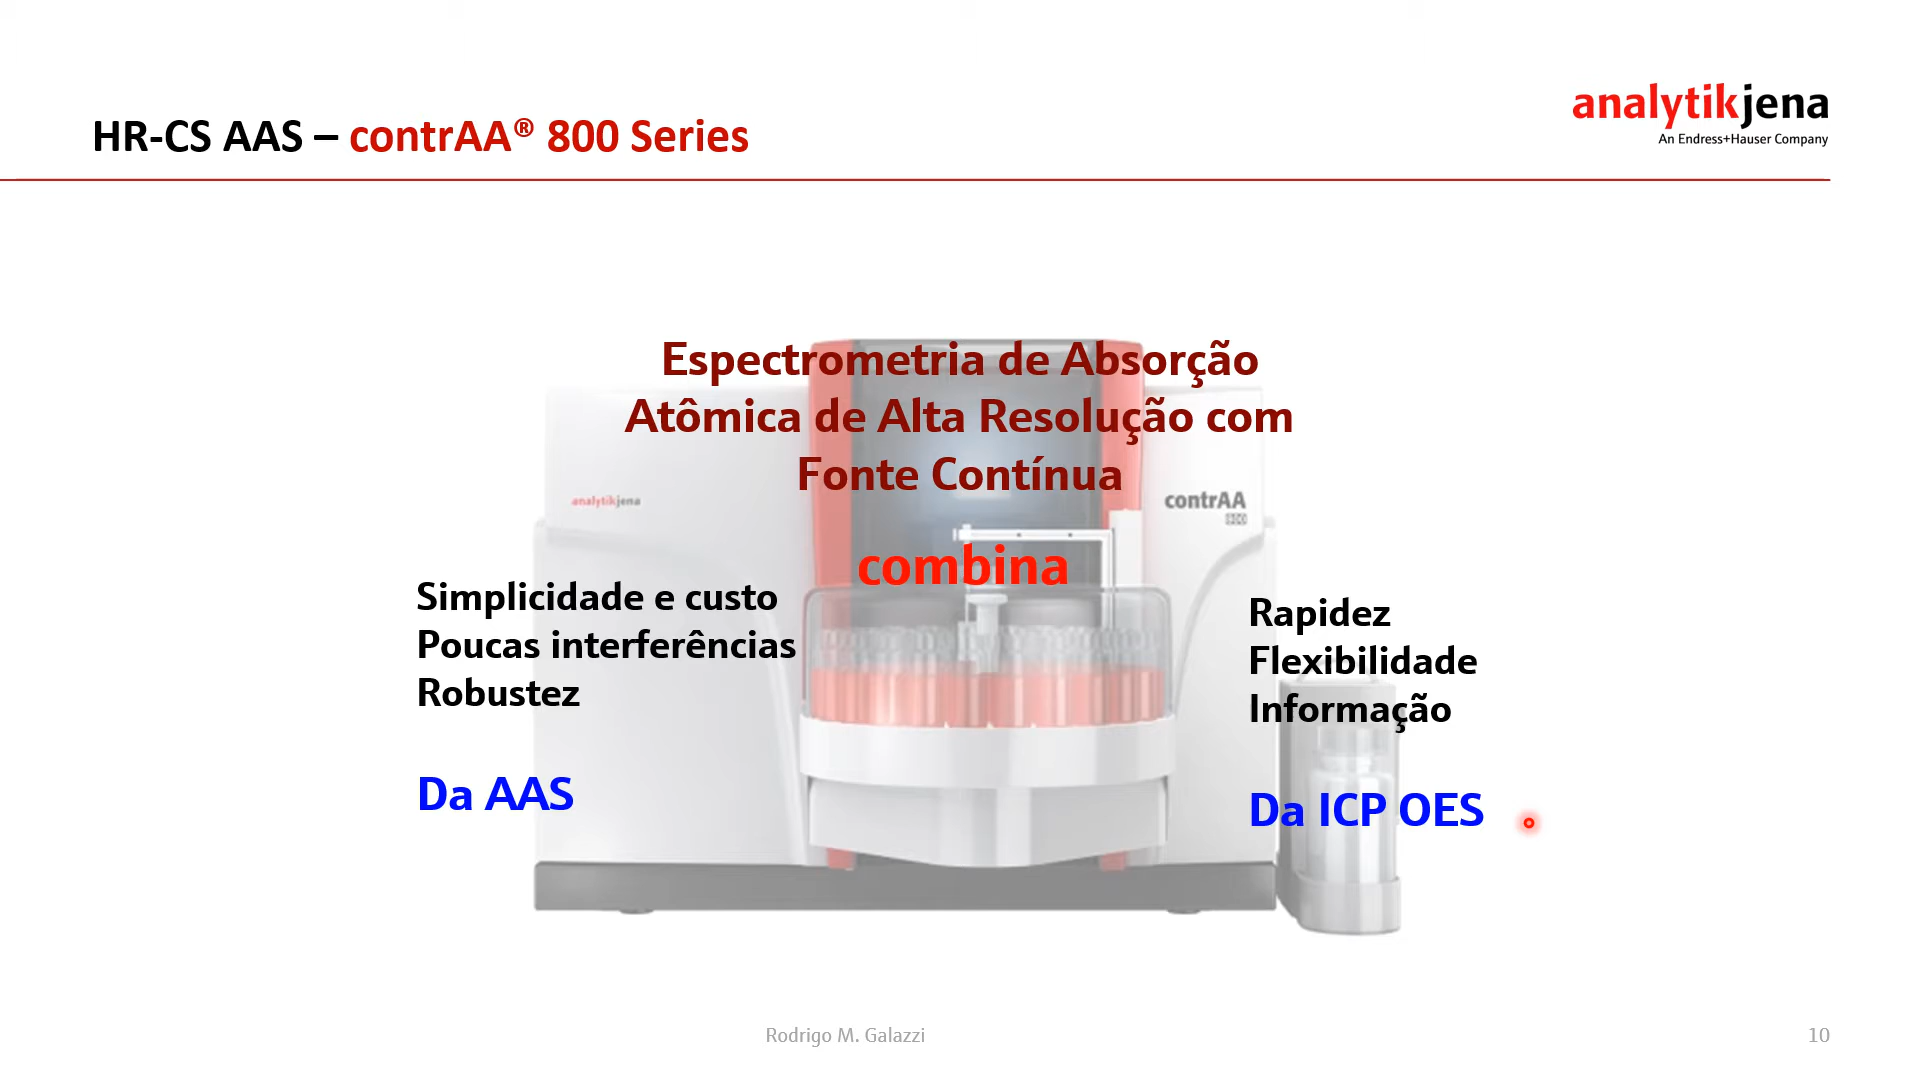 HR-CS AAS – contrAA® 800 Series
analytikjena
An Endress+Hauser Company
Espectrometria de Absorção
Atômica de Alta Resolução com
Fonte Contínua
combina
analytikjena
contrAA
800
Simplicidade e custo
Poucas interferências
Robustez
Da AAS
Rapidez
Flexibilidade
Informação
Da ICP OES
Rodrigo M. Galazzi
10